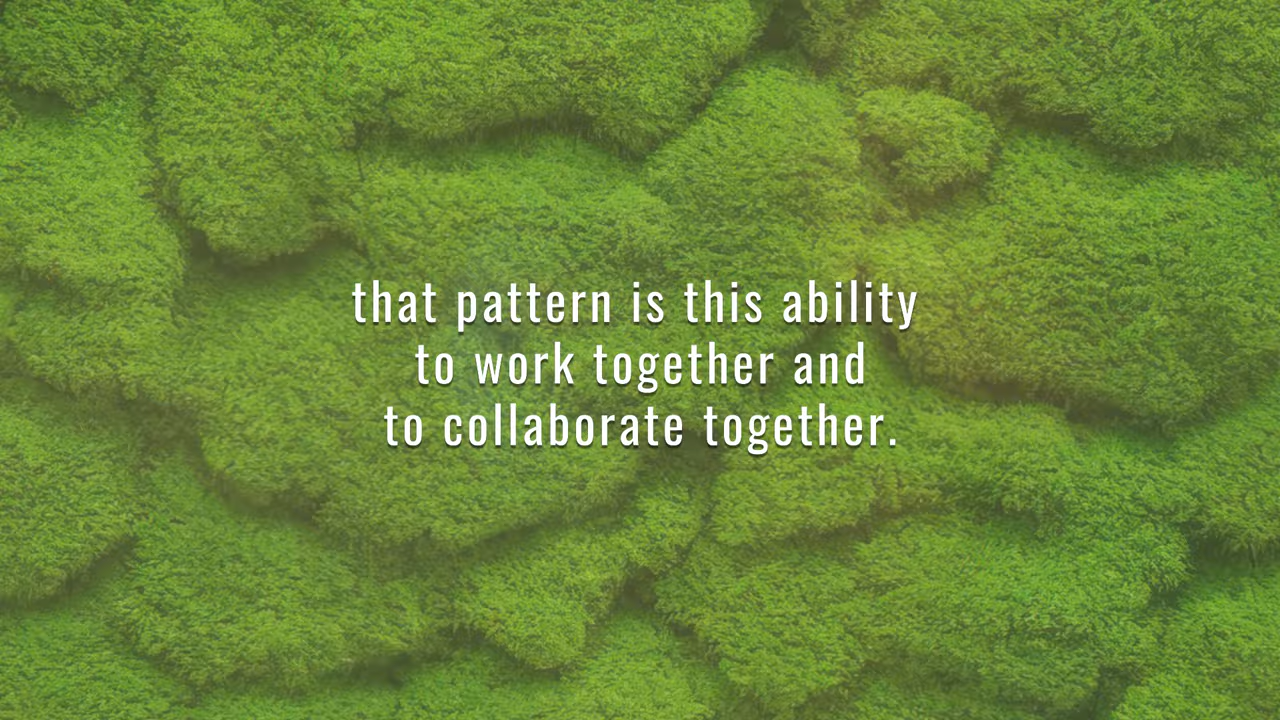 that pattern is this ability
to work together and
to collaborate together.